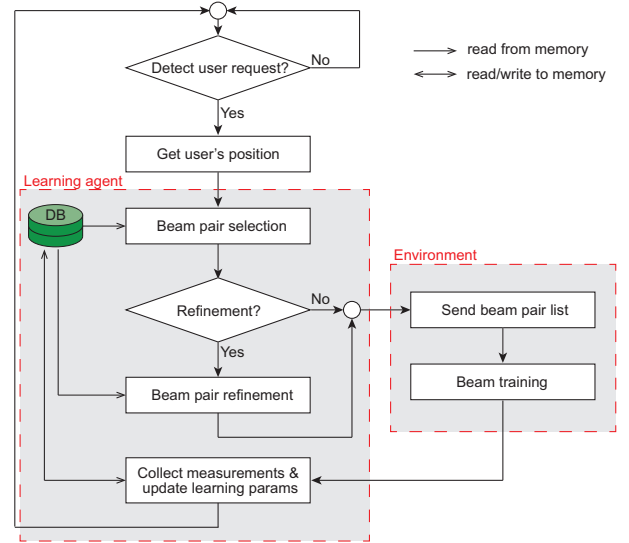 Detect user request?
No
read from memory
read/write to memory
Yes
Get user's position
Learning agent
DB
Beam pair selection
Environment
Refinement?
No
Send beam pair list
Yes
Beam pair refinement
Beam training
Collect measurements &
update learning params